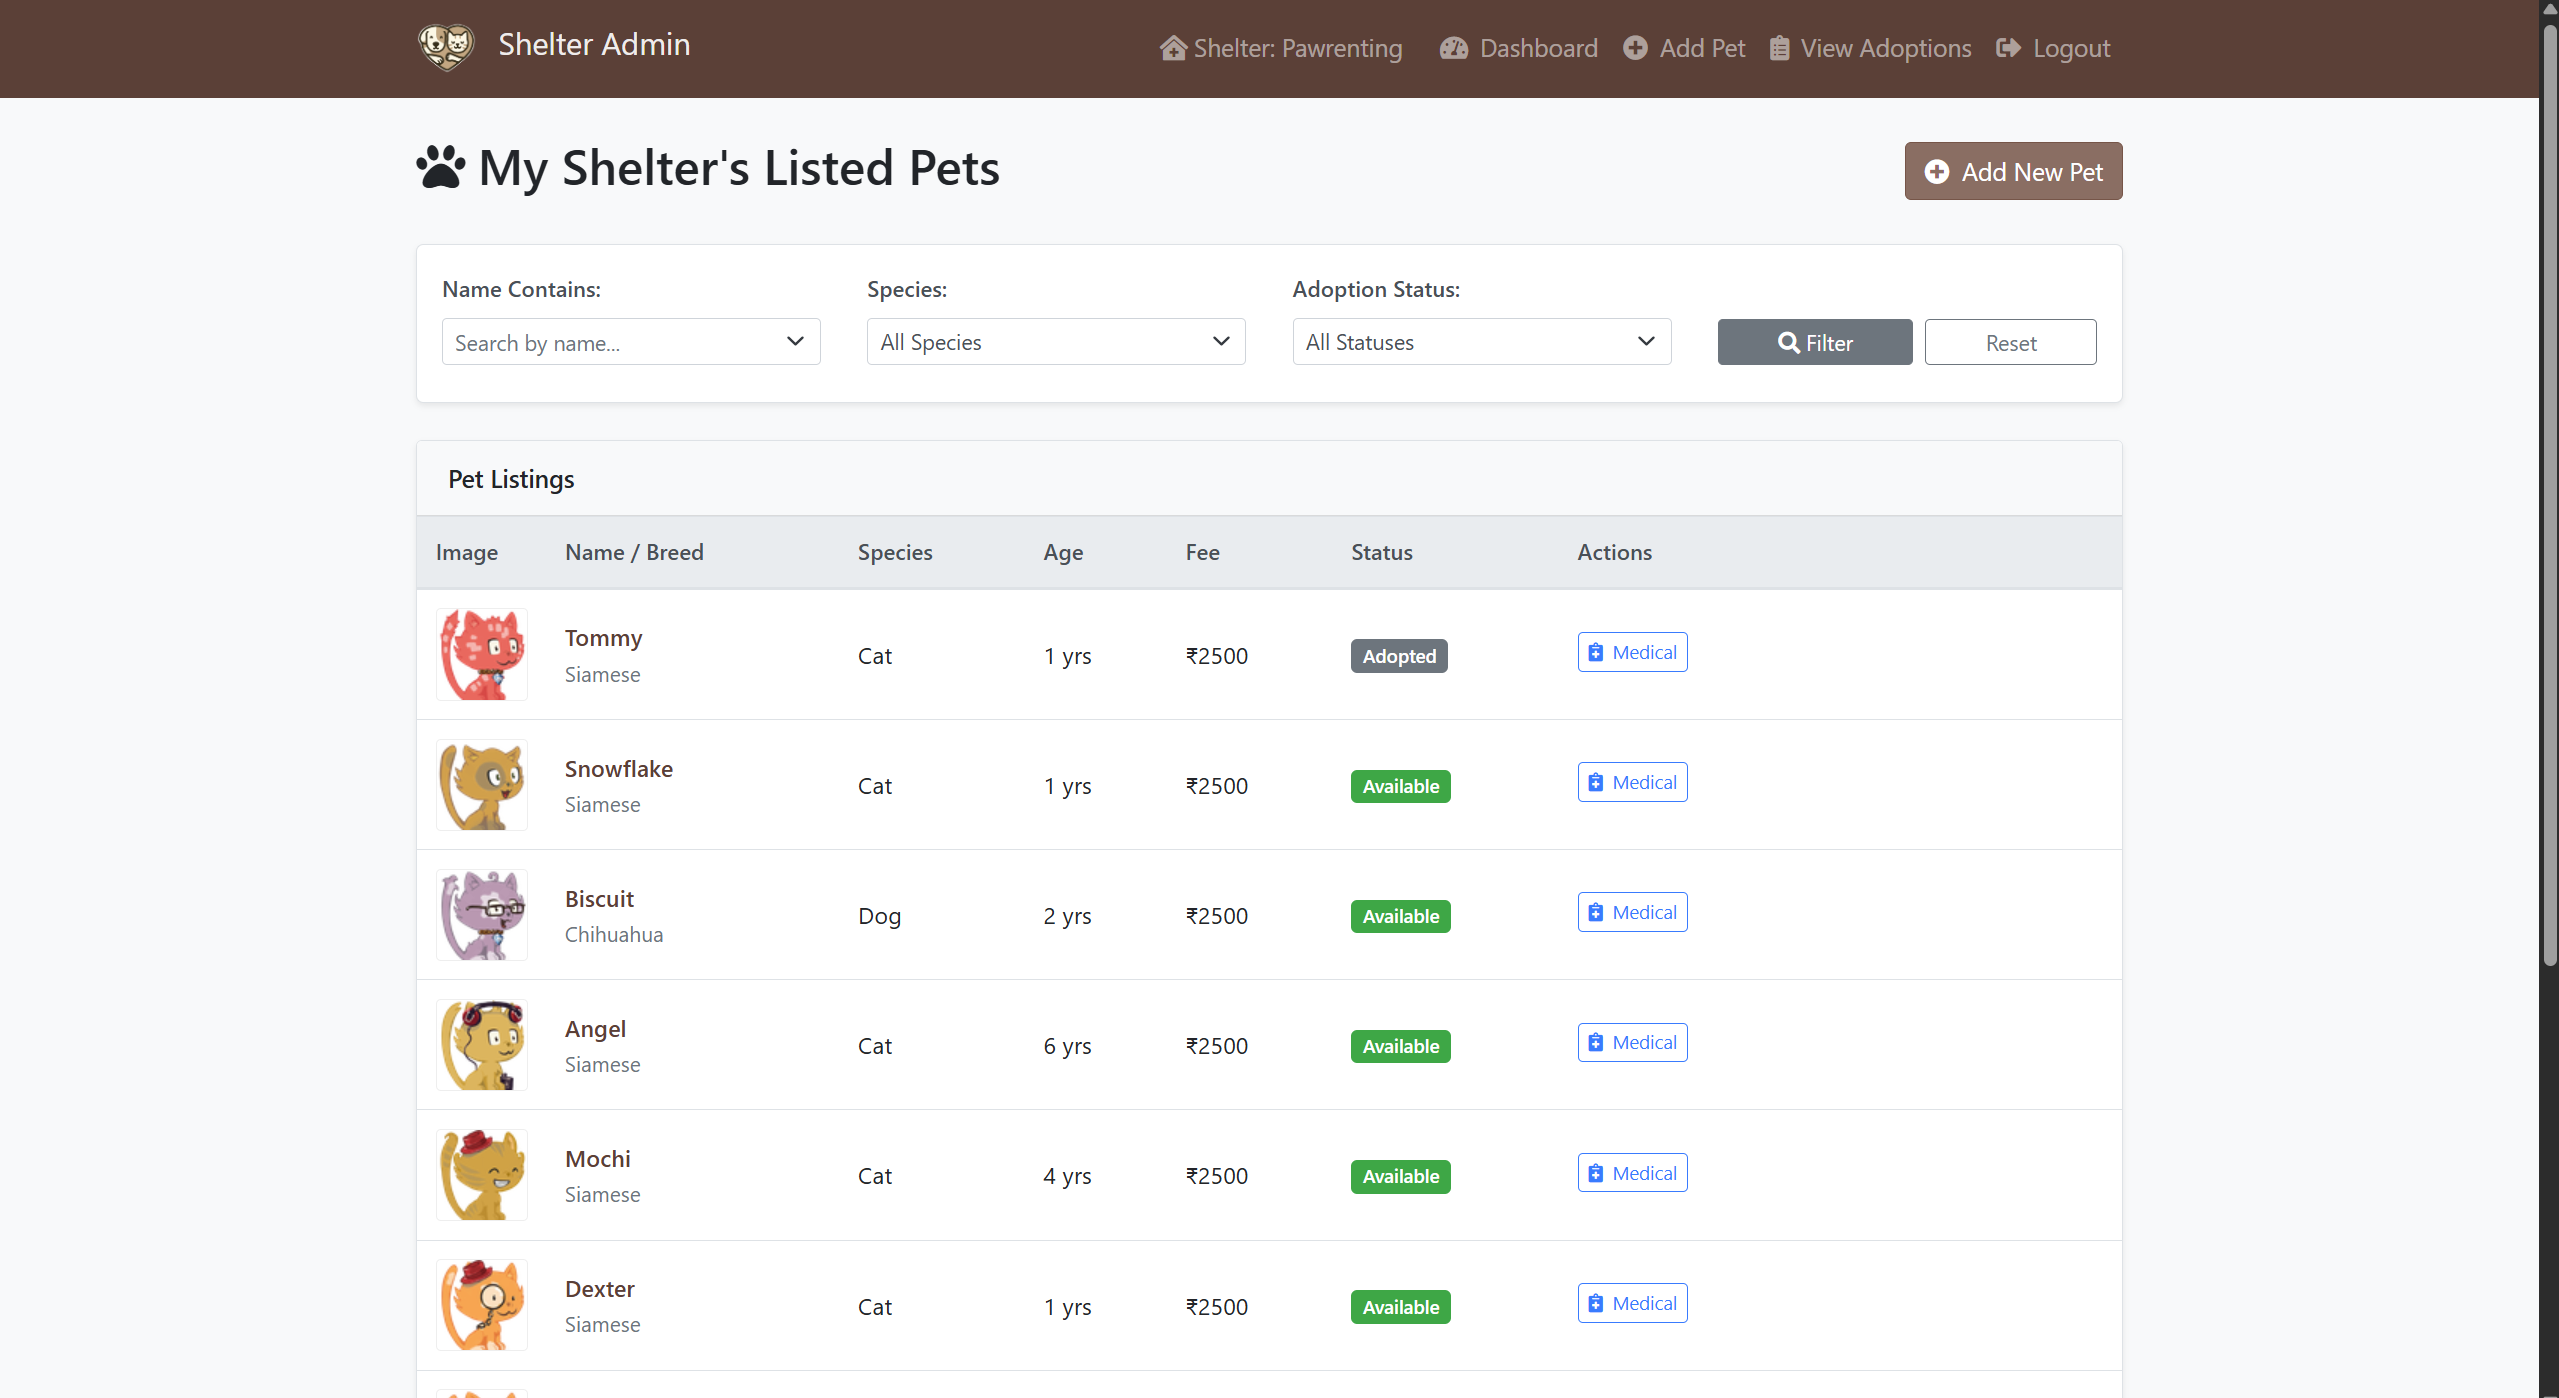 Shelter Admin
Shelter: Pawrenting Dashboard Add Pet View Adoptions Logout
My Shelter's Listed Pets
Add New Pet
Name Contains: Species: Adoption Status:
Search by name... All Species All Statuses Filter Reset
Pet Listings
Image Name / Breed Species Age Fee Status Actions
Tommy
Siamese
Cat 1 yrs ₹2500 Adopted Medical
Snowflake
Siamese
Cat 1 yrs ₹2500 Available Medical
Biscuit
Chihuahua
Dog 2 yrs ₹2500 Available Medical
Angel
Siamese
Cat 6 yrs ₹2500 Available Medical
Mochi
Siamese
Cat 4 yrs ₹2500 Available Medical
Dexter
Siamese
Cat 1 yrs ₹2500 Available Medical